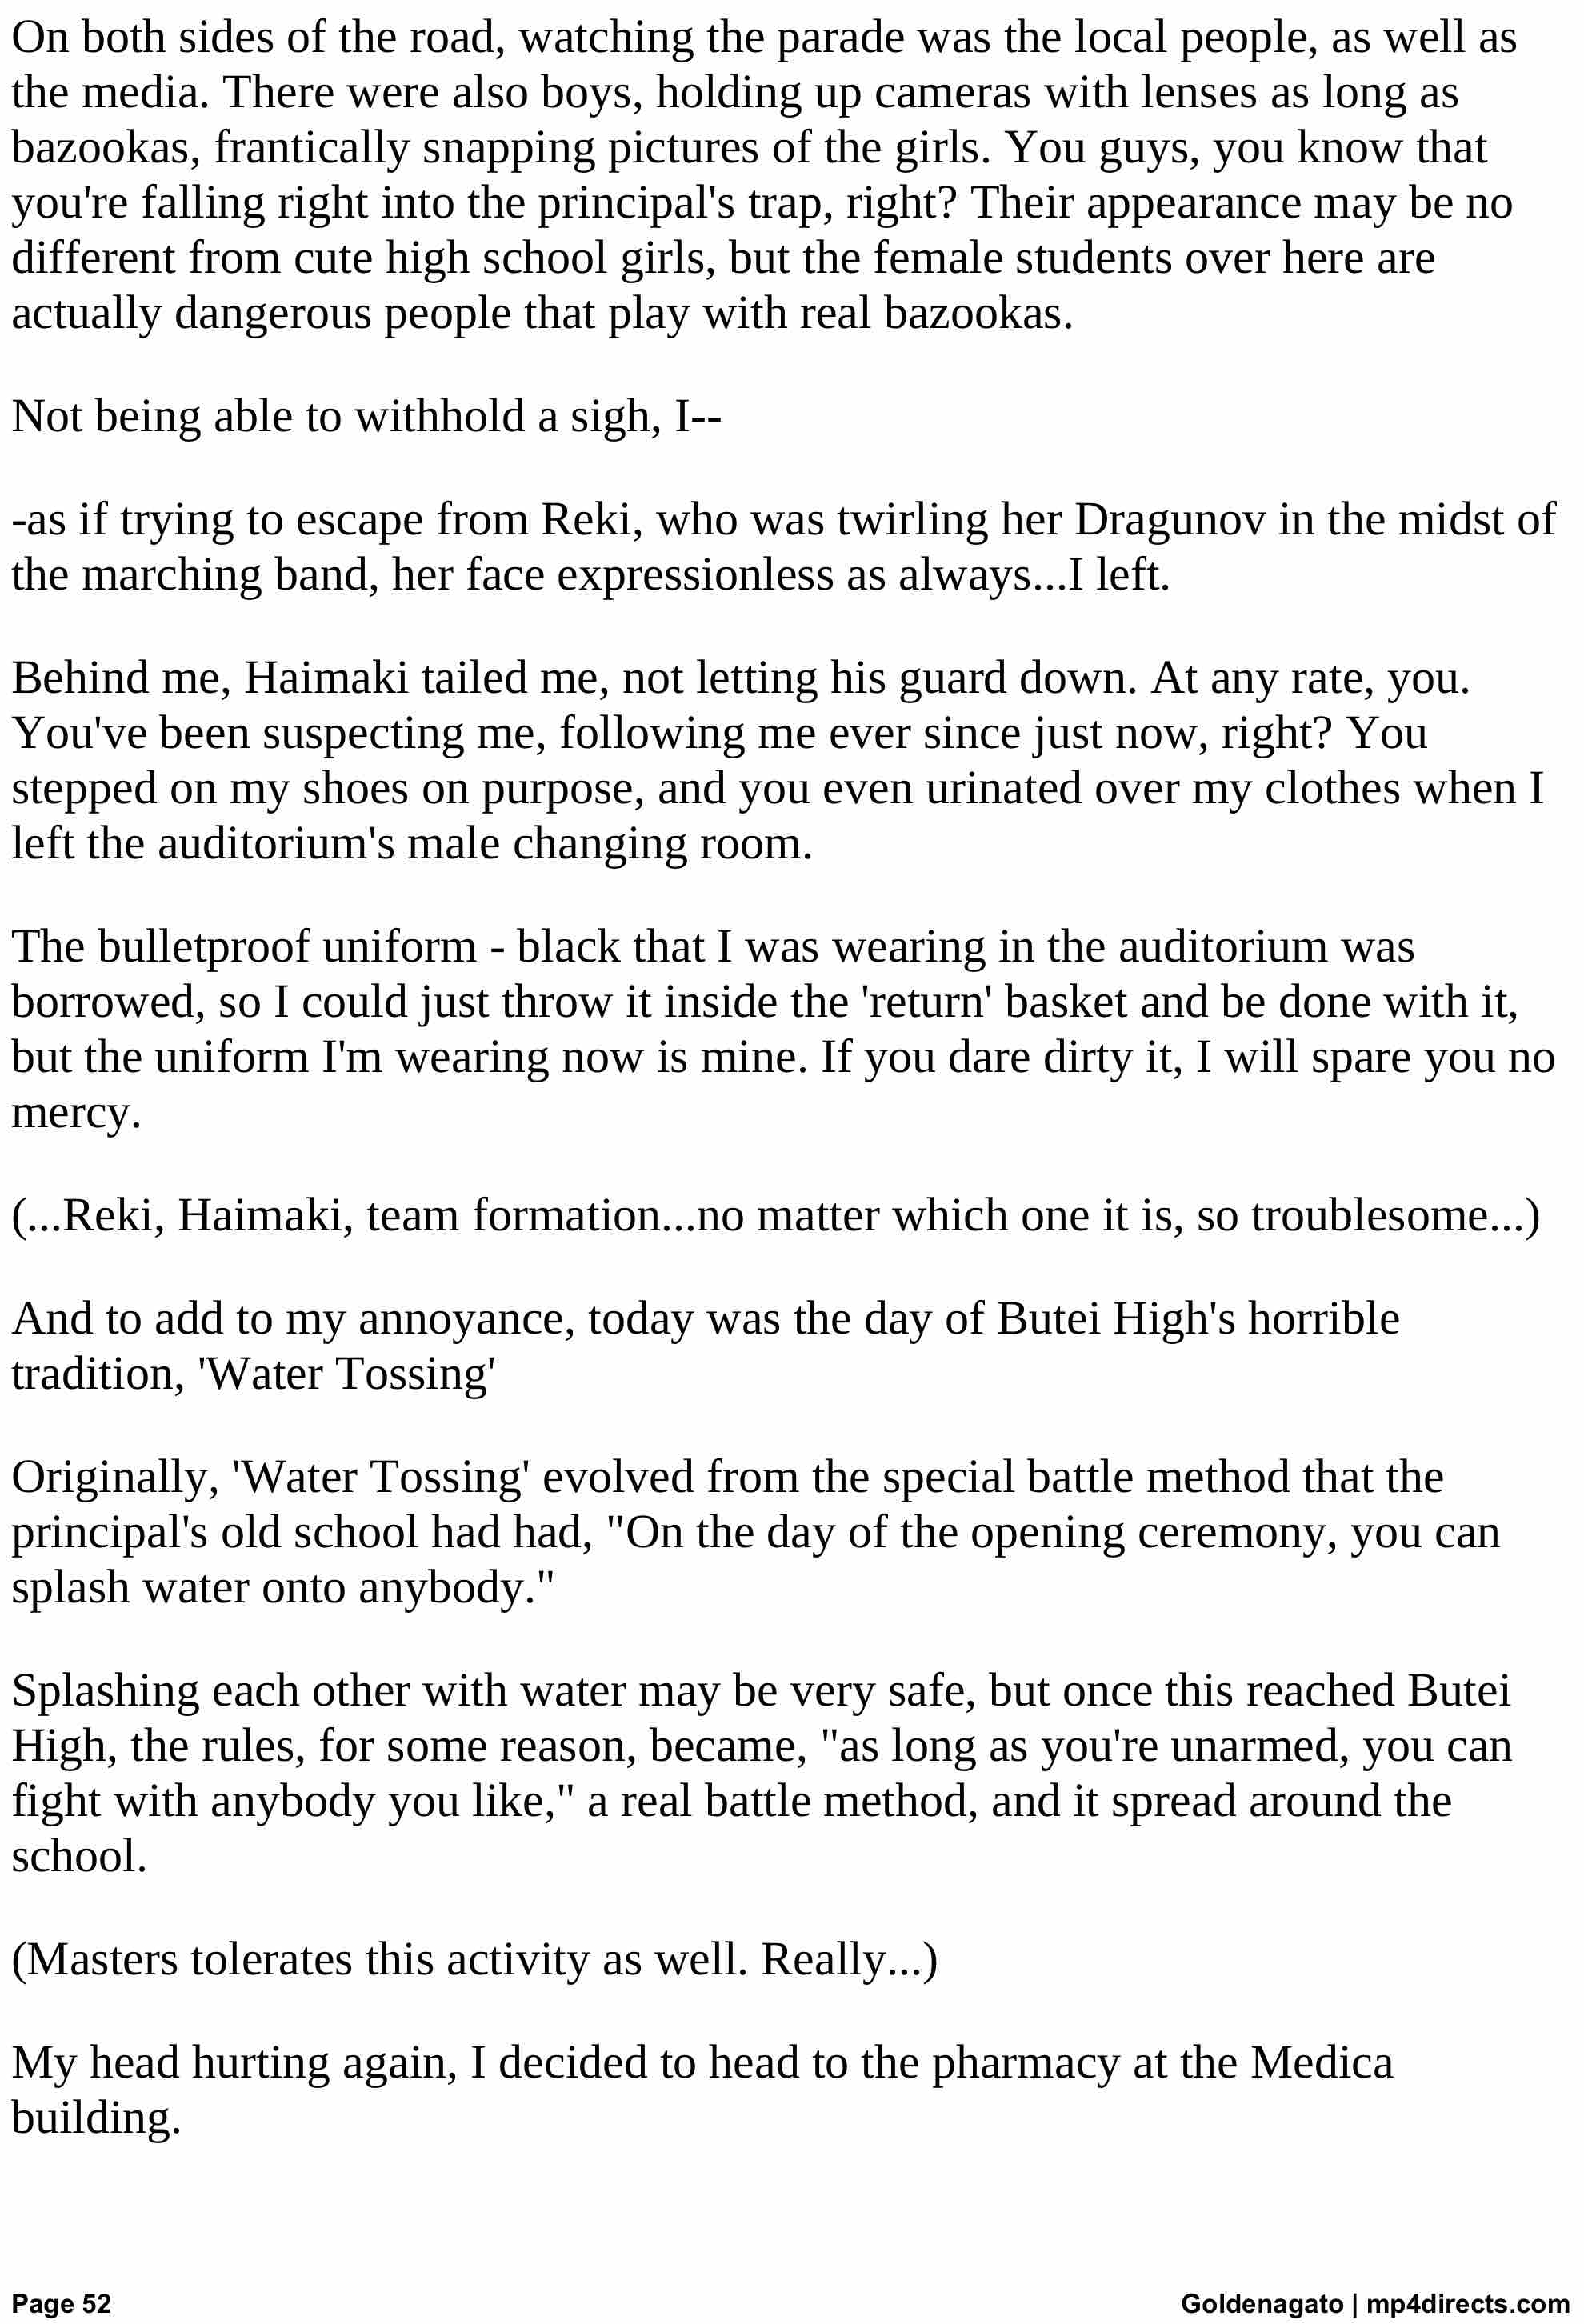 On both sides of the road, watching the parade was the local people, as well as
the media. There were also boys, holding up cameras with lenses as long as
bazookas, frantically snapping pictures of the girls. You guys, you know that
you're falling right into the principal's trap, right? Their appearance may be no
different from cute high school girls, but the female students over here are
actually dangerous people that play with real bazookas.
Not being able to withhold a sigh, I--
-as if trying to escape from Reki, who was twirling her Dragunov in the midst of
the marching band, her face expressionless as always...I left.
Behind me, Haimaki tailed me, not letting his guard down. At any rate, you.
You've been suspecting me, following me ever since just now, right? You
stepped on my shoes on purpose, and you even urinated over my clothes when I
left the auditorium's male changing room.
The bulletproof uniform - black that I was wearing in the auditorium was
borrowed, so I could just throw it inside the 'return' basket and be done with it,
but the uniform I'm wearing now is mine. If you dare dirty it, I will spare you no
mercy.
(...Reki, Haimaki, team formation...no matter which one it is, so troublesome...)
And to add to my annoyance, today was the day of Butei High's horrible
tradition, 'Water Tossing'
Originally, 'Water Tossing' evolved from the special battle method that the
principal's old school had had, "On the day of the opening ceremony, you can
splash water onto anybody."
Splashing each other with water may be very safe, but once this reached Butei
High, the rules, for some reason, became, "as long as you're unarmed, you can
fight with anybody you like," a real battle method, and it spread around the
school.
(Masters tolerates this activity as well. Really...)
My head hurting again, I decided to head to the pharmacy at the Medica
building.
Page 52
Goldenagato | mp4directs.com